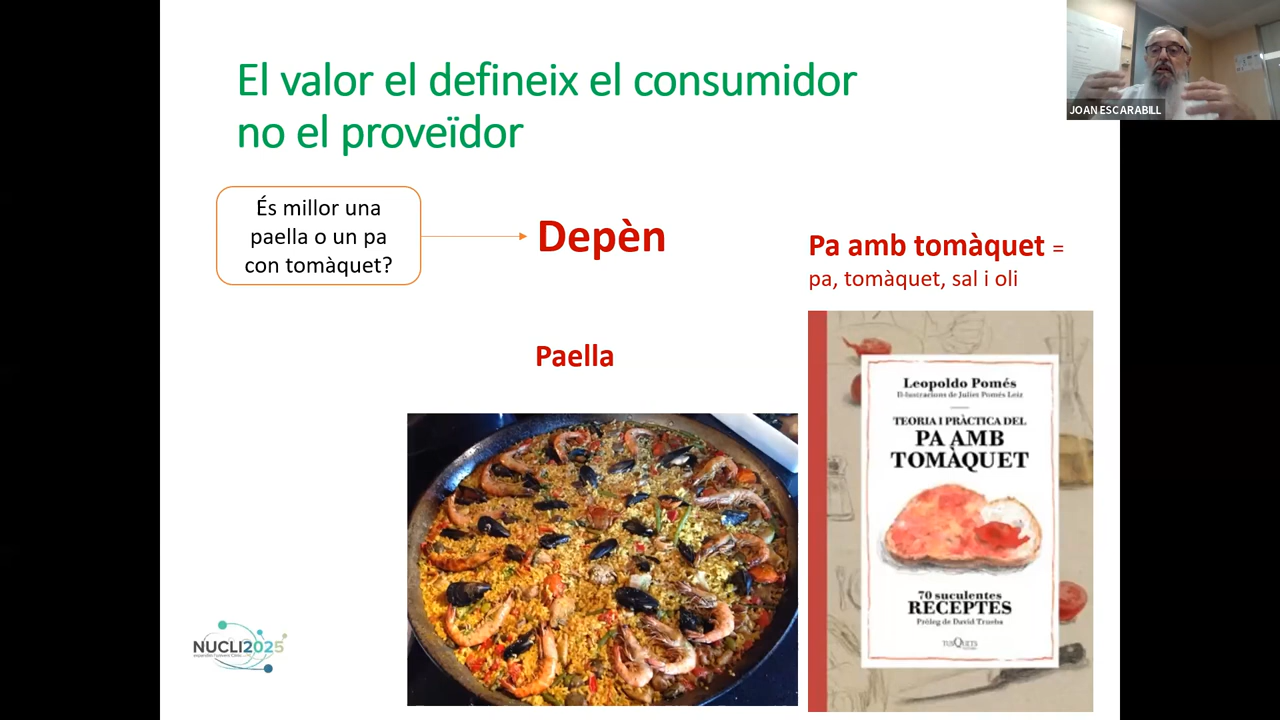 El valor el defineix el consumidor
no el proveïdor
JOAN ESCARABILL
És millor una
paella o un pa
con tomàquet?
Depèn
Pa amb tomàquet =
pa, tomàquet, sal i oli
Paella
Leopoldo Pomés
Il·lustracions de Juliet Pomés Leiz
TEORIA I PRÀCTICA DEL
PA AMB
TOMÀQUET
70 suculentes
RECEPTES
Pròleg de David Trueba
TUSQUETS
NUCLI2025